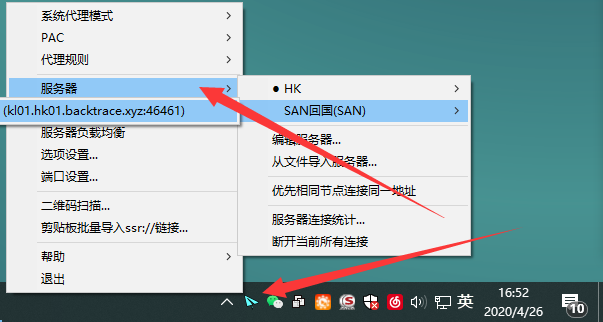 系统代理模式
PAC
代理规则
服务器
(kl01.hk01.backtrace.xyz:46461)
服务器负载均衡
选项设置...
端口设置...
二维码扫描...
剪贴板批量导入ssr://链接...
帮助
退出
HK
SAN回国(SAN)
编辑服务器...
从文件导入服务器...
优先相同节点连接同一地址
服务器连接统计...
断开当前所有连接
英
16:52
2020/4/26
10